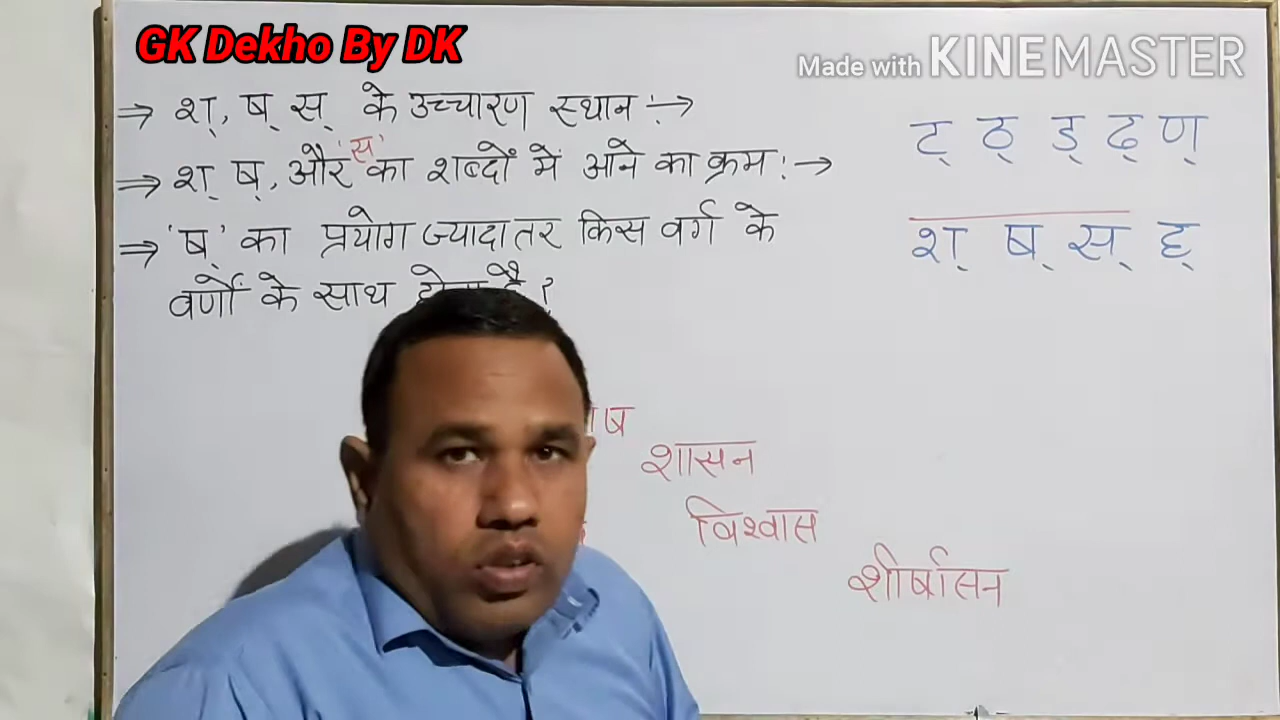 GK Dekho By DK
Made with KINEMASTER
⇒ श्, ष् स् के उच्चारण स्थान :→
⇒ श् ष्, और 'स' का शब्दों में आने का क्रम :→
⇒ 'ष्' का प्रयोग ज्यादातर किस वर्ग के
वर्णों के साथ
ट् ठ् ड् ढ् ण्
श् ष् स् ह्
शासन
विश्वास
शीर्षासन